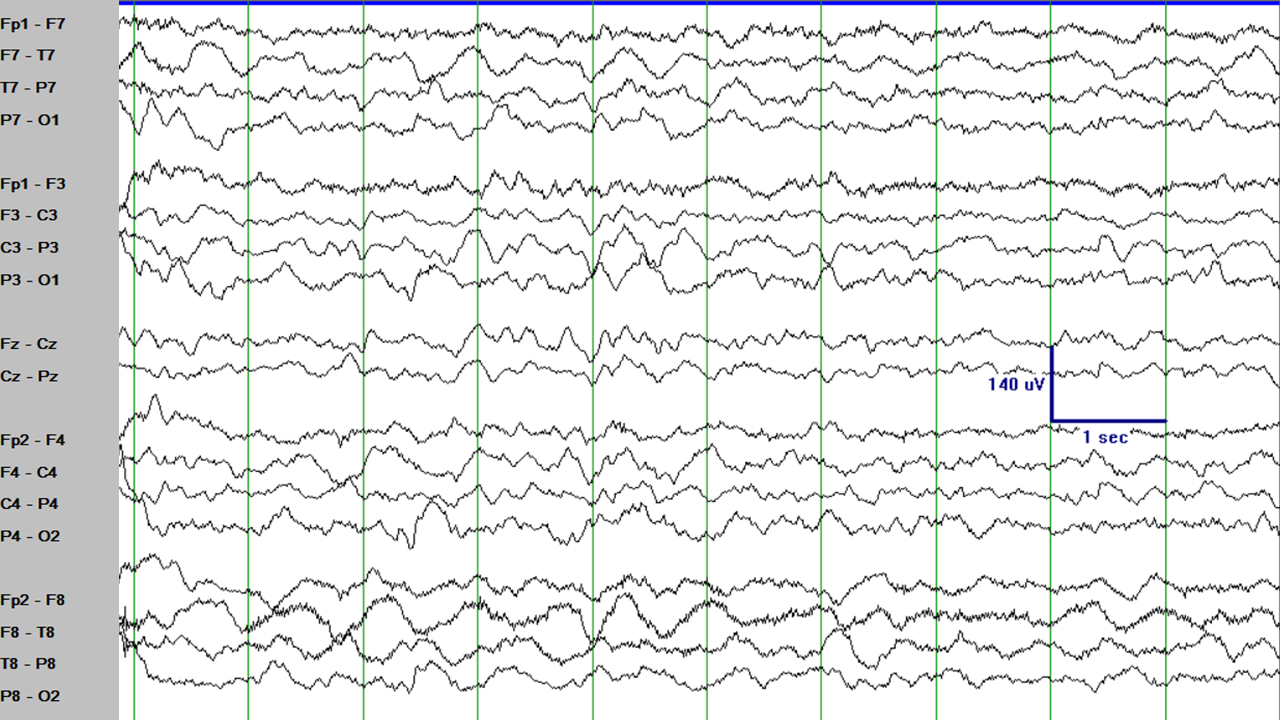 Fp1 - F7
F7 - T7
T7 - P7
P7 - O1
Fp1 - F3
F3 - C3
C3 - P3
P3 - O1
Fz - Cz
Cz - Pz
140 uV
Fp2 - F4
1 sec
F4 - C4
C4 - P4
P4 - O2
Fp2 - F8
F8 - T8
T8 - P8
P8 - O2